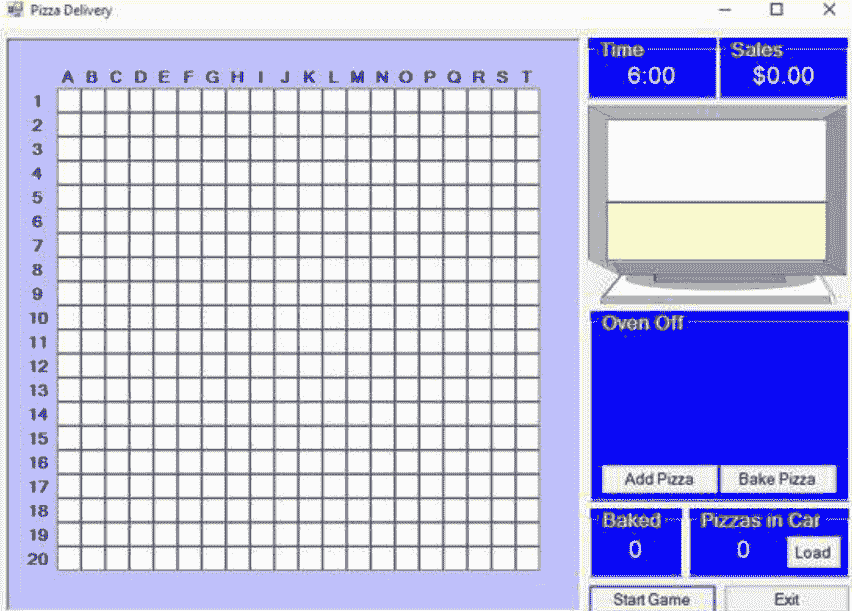 Pizza Delivery
Time
6:00
Sales
$0.00
A B C D E F G H I J K L M N O P Q R S T
1
2
3
4
5
6
7
8
9
10
11
12
13
14
15
16
17
18
19
20
Oven Off
Add Pizza
Bake Pizza
Baked
0
Pizzas in Car
0
Load
Start Game
Exit